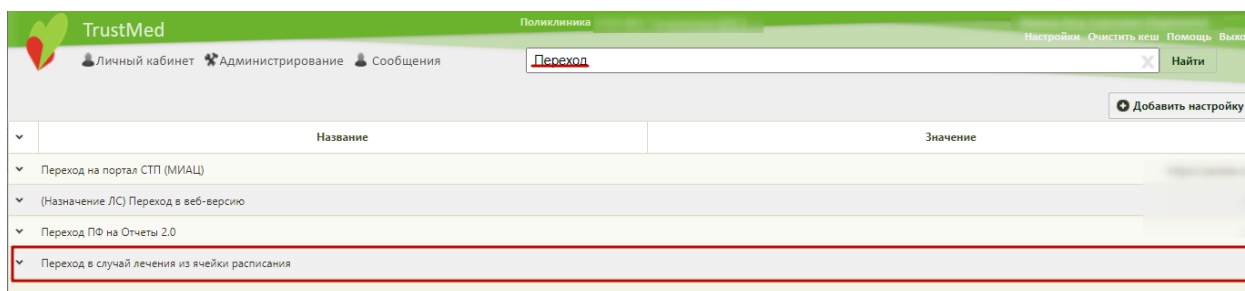 TrustMed
Поликлиника
Настройки Очистить кеш Помощь Выхо
Личный кабинет Администрирование Сообщения
Переход
X Найти
Добавить настройку
Название Значение
Переход на портал СТП (МИАЦ)
(Назначение ЛС) Переход в веб-версию
Переход ПФ на Отчеты 2.0
Переход в случай лечения из ячейки расписания